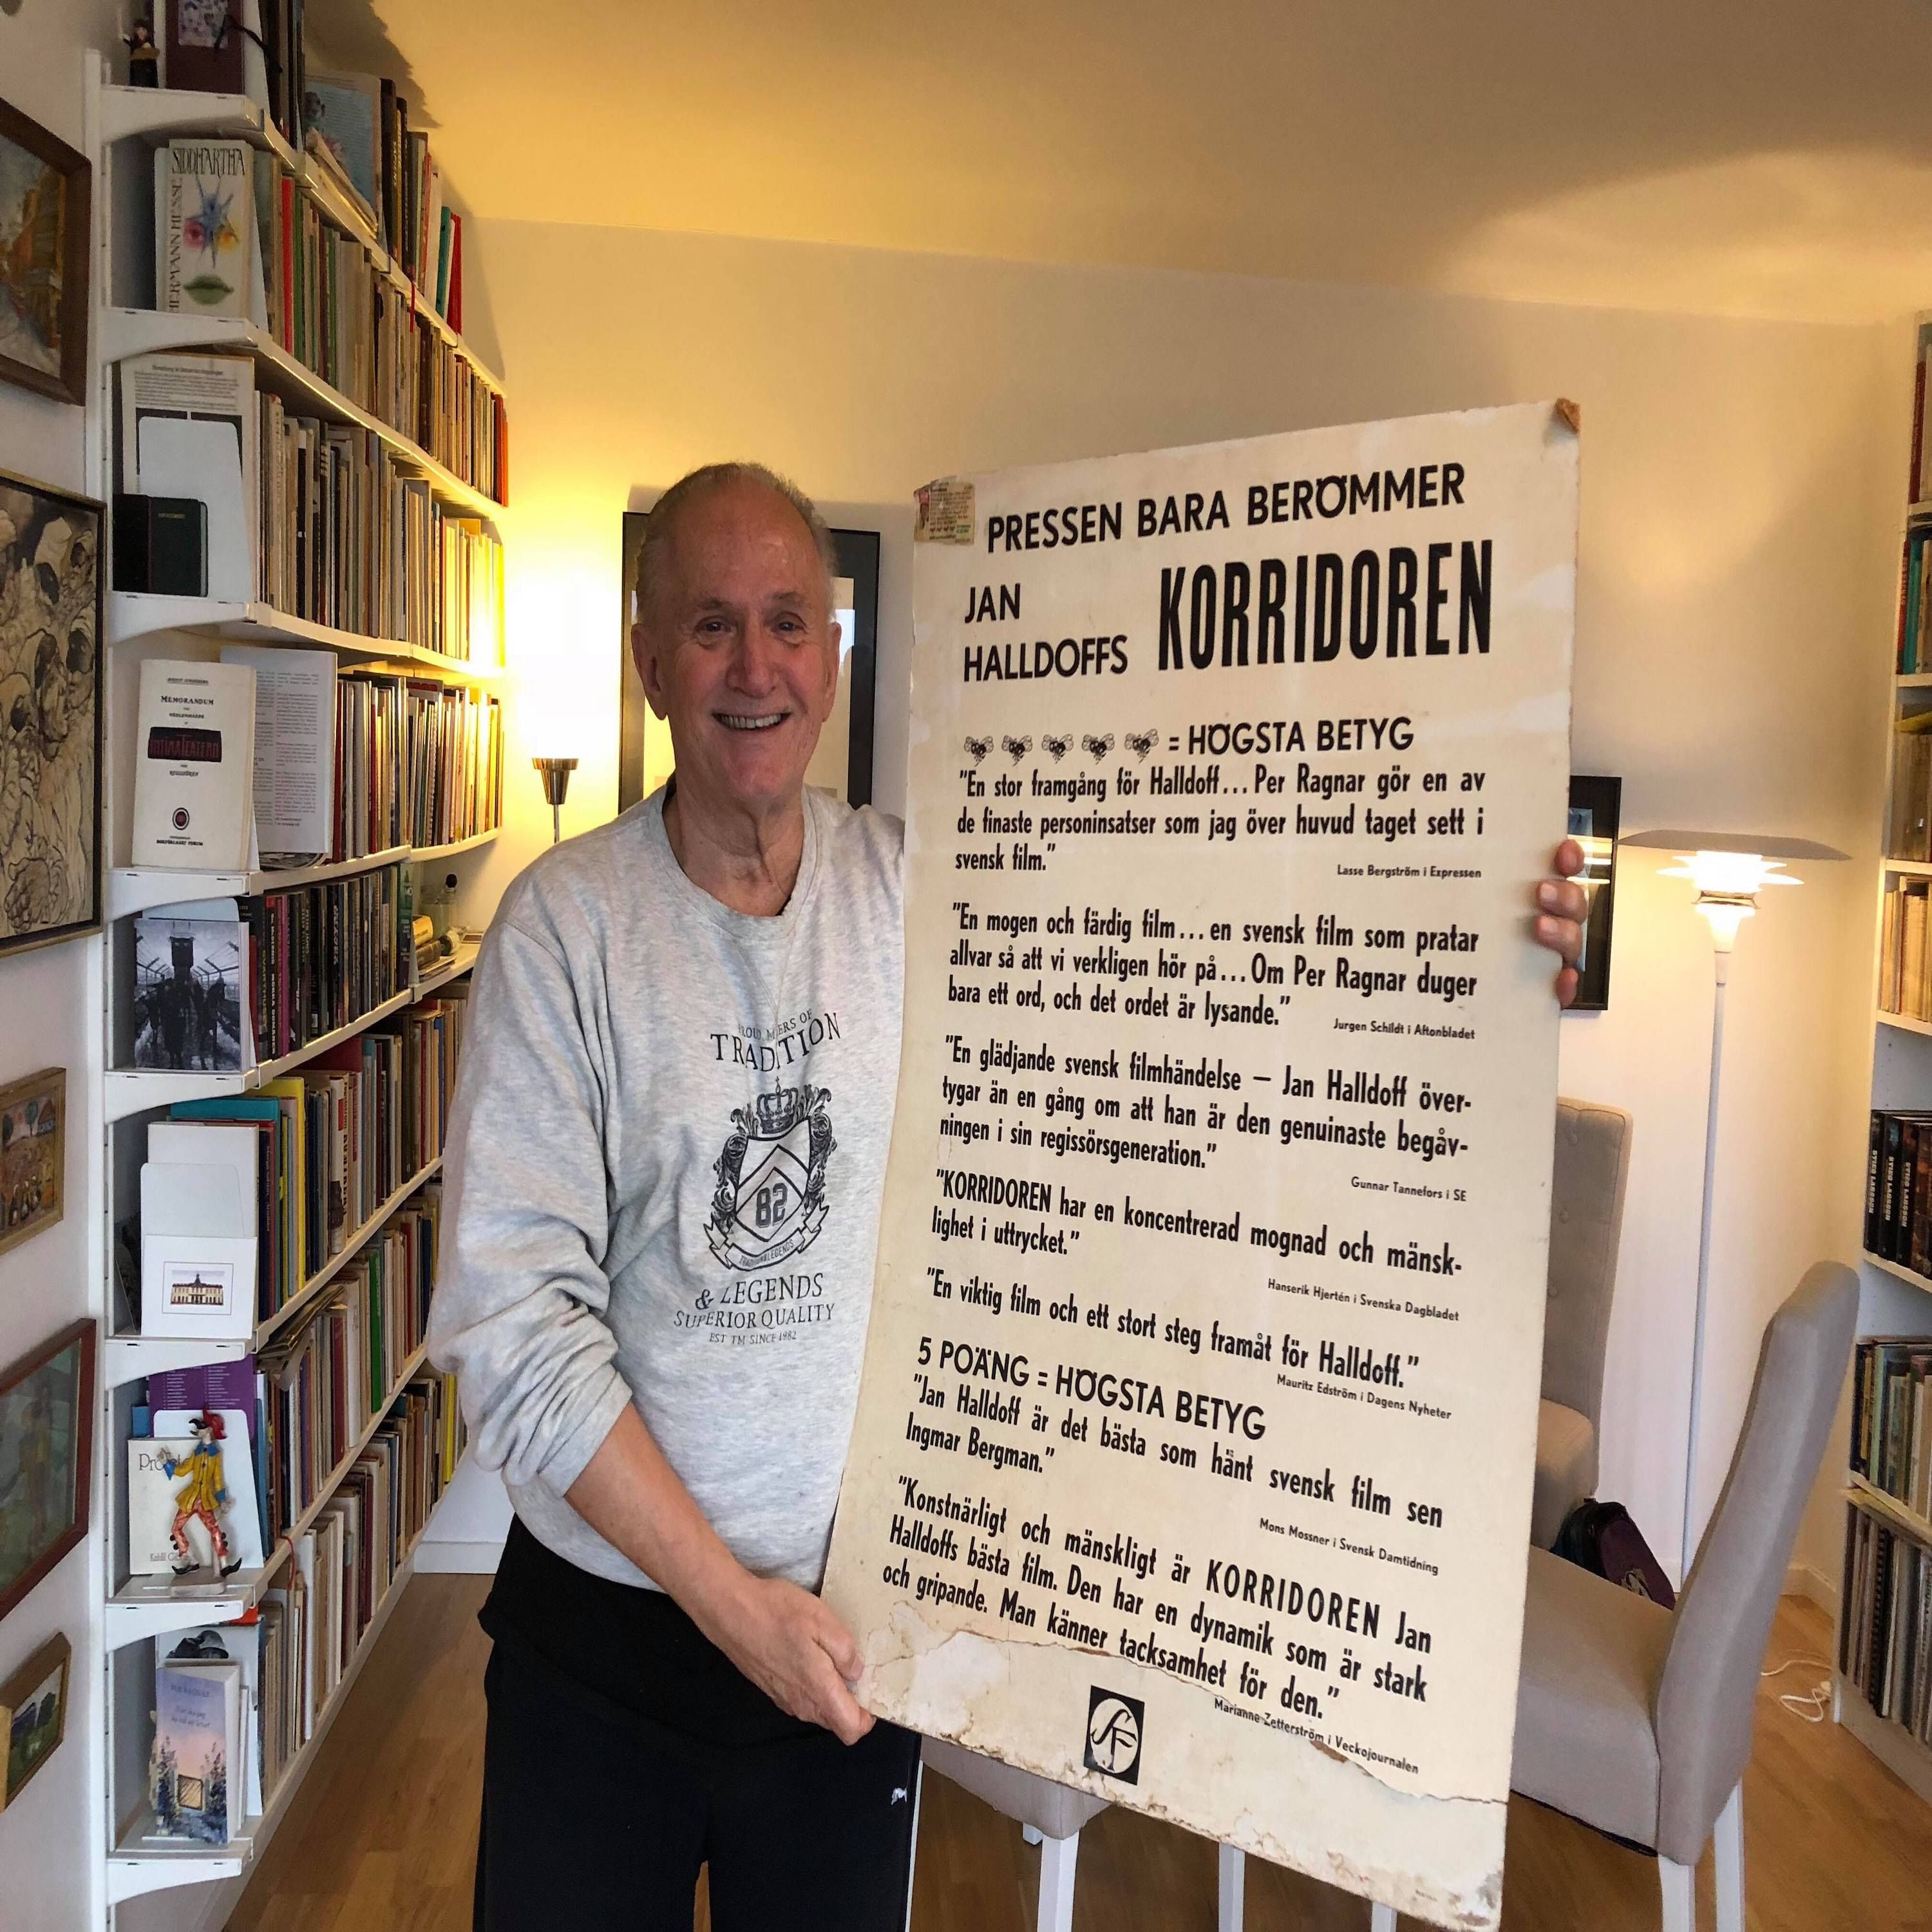 SIDDHARTHA
HERMANN HESSE
MEMORANDUM
PRESSEN BARA BERÖMMER
JAN
HALLDOFFS
KORRIDOREN
= HÖGSTA BETYG
"En stor framgång för Halldoff...Per Ragnar gör en av
de finaste personinsatser som jag över huvud taget sett i
svensk film."
Lasse Bergström i Expressen
"En mogen och färdig film...en svensk film som pratar
allvar så att vi verkligen hör på...Om Per Ragnar duger
bara ett ord, och det ordet är lysande."
Jurgen Schildt i Aftonbladet
"En glädjande svensk filmhändelse — Jan Halldoff över-
tygar än en gång om att han är den genuinaste begåv-
ningen i sin regissörsgeneration."
Gunnar Tannefors i SE
"KORRIDOREN har en koncentrerad mognad och mänsk-
lighet i uttrycket."
Hanserik Hjertén i Svenska Dagbladet
"En viktig film och ett stort steg framåt för Halldoff."
Mauritz Edström i Dagens Nyheter
5 POÄNG = HÖGSTA BETYG
"Jan Halldoff är det bästa som hänt svensk film sen
Ingmar Bergman."
Mons Mossner i Svensk Damtidning
"Konstnärligt och mänskligt är KORRIDOREN Jan
Halldoffs bästa film. Den har en dynamik som är stark
och gripande. Man känner tacksamhet för den."
Marianne Zetterström i Veckojournalen
SF
TRADITION
82
& LEGENDS
SUPERIOR QUALITY
EST TM SINCE 1982
STIEG LARSSON
STIEG LARSSON
STIEG LARSSON